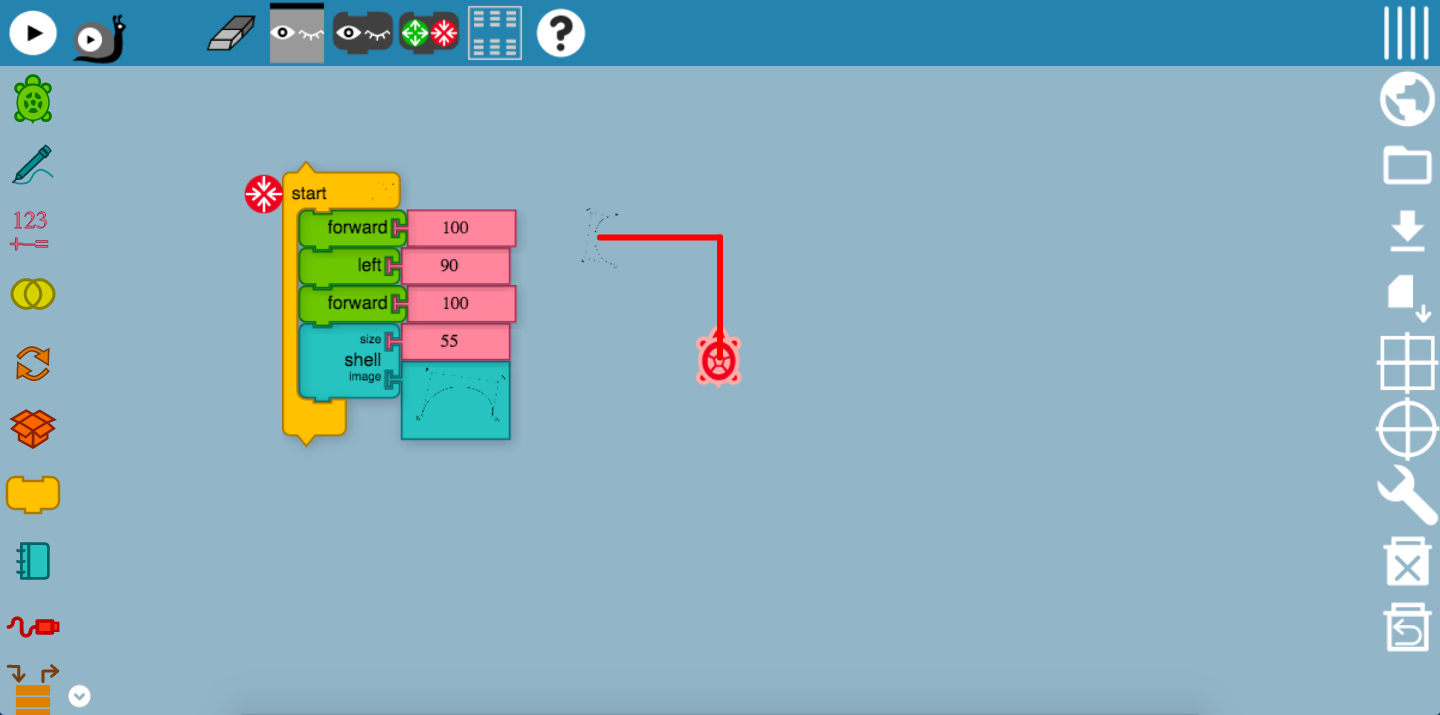 ?
123
+−=
start
forward 100
left 90
forward 100
size 55
shell
image